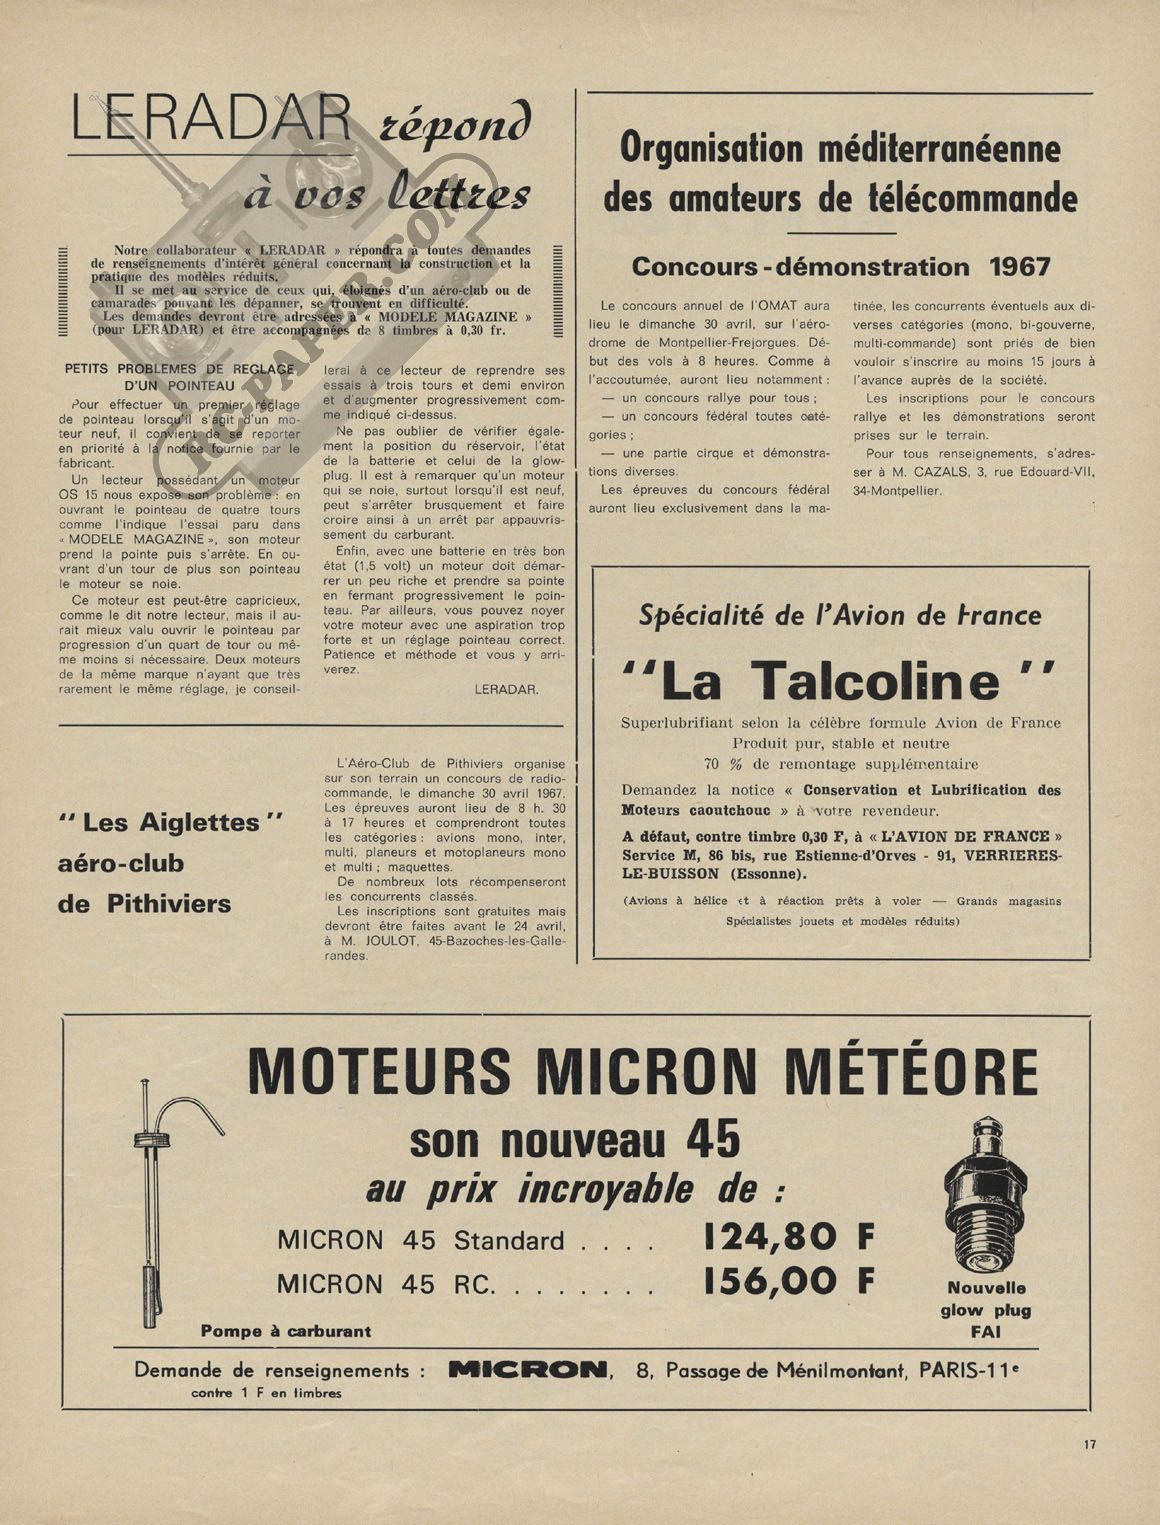 LERADAR répond
à vos lettres
Notre collaborateur « LERADAR » répondra à toutes demandes
de renseignements d'intérêt général concernant la construction et la
pratique des modèles réduits.
Il se met au service de ceux qui, éloignés d'un aéro-club ou de
camarades pouvant les dépanner, se trouvent en difficulté.
Les demandes devront être adressées à « MODELE MAGAZINE »
(pour LERADAR) et être accompagnées de 8 timbres à 0,30 fr.
RC-PAPER.COM
PETITS PROBLEMES DE REGLAGE
D'UN POINTEAU
Pour effectuer un premier réglage
de pointeau lorsqu'il s'agit d'un mo-
teur neuf, il convient de se reporter
en priorité à la notice fournie par le
fabricant.
Un lecteur possédant un moteur
OS 15 nous expose son problème : en
ouvrant le pointeau de quatre tours
comme l'indique l'essai paru dans
« MODELE MAGAZINE », son moteur
prend la pointe puis s'arrête. En ou-
vrant d'un tour de plus son pointeau
le moteur se noie.
Ce moteur est peut-être capricieux,
comme le dit notre lecteur, mais il au-
rait mieux valu ouvrir le pointeau par
progression d'un quart de tour ou mê-
me moins si nécessaire. Deux moteurs
de la même marque n'ayant que très
rarement le même réglage, je conseil-
lerai à ce lecteur de reprendre ses
essais à trois tours et demi environ
et d'augmenter progressivement com-
me indiqué ci-dessus.
Ne pas oublier de vérifier égale-
ment la position du réservoir, l'état
de la batterie et celui de la glow-
plug. Il est à remarquer qu'un moteur
qui se noie, surtout lorsqu'il est neuf,
peut s'arrêter brusquement et faire
croire ainsi à un arrêt par appauvris-
sement du carburant.
Enfin, avec une batterie en très bon
état (1,5 volt) un moteur doit démar-
rer un peu riche et prendre sa pointe
en fermant progressivement le poin-
teau. Par ailleurs, vous pouvez noyer
votre moteur avec une aspiration trop
forte et un réglage pointeau correct.
Patience et méthode et vous y arri-
verez.
LERADAR.
" Les Aiglettes "
aéro-club
de Pithiviers
L'Aéro-Club de Pithiviers organise
sur son terrain un concours de radio-
commande, le dimanche 30 avril 1967.
Les épreuves auront lieu de 8 h. 30
à 17 heures et comprendront toutes
les catégories : avions mono, inter,
multi, planeurs et motoplaneurs mono
et multi ; maquettes.
De nombreux lots récompenseront
les concurrents classés.
Les inscriptions sont gratuites mais
devront être faites avant le 24 avril,
à M. JOULOT, 45-Bazoches-les-Galle-
randes.
Organisation méditerranéenne
des amateurs de télécommande
Concours-démonstration 1967
Le concours annuel de l'OMAT aura
lieu le dimanche 30 avril, sur l'aéro-
drome de Montpellier-Frejorgues. Dé-
but des vols à 8 heures. Comme à
l'accoutumée, auront lieu notamment :
— un concours rallye pour tous ;
— un concours fédéral toutes caté-
gories ;
— une partie cirque et démonstra-
tions diverses.
Les épreuves du concours fédéral
auront lieu exclusivement dans la ma-
tinée, les concurrents éventuels aux di-
verses catégories (mono, bi-gouverne,
multi-commande) sont priés de bien
vouloir s'inscrire au moins 15 jours à
l'avance auprès de la société.
Les inscriptions pour le concours
rallye et les démonstrations seront
prises sur le terrain.
Pour tous renseignements, s'adres-
ser à M. CAZALS, 3, rue Edouard-VII,
34-Montpellier.
Spécialité de l'Avion de France
"La Talcoline"
Superlubrifiant selon la célèbre formule Avion de France
Produit pur, stable et neutre
70 % de remontage supplémentaire
Demandez la notice « Conservation et Lubrification des
Moteurs caoutchouc » à votre revendeur.
A défaut, contre timbre 0,30 F, à « L'AVION DE FRANCE »
Service M, 86 bis, rue Estienne-d'Orves - 91, VERRIERES-
LE-BUISSON (Essonne).
(Avions à hélice et à réaction prêts à voler — Grands magasins
Spécialistes jouets et modèles réduits)
MOTEURS MICRON MÉTÉORE
son nouveau 45
au prix incroyable de :
MICRON 45 Standard . . . . 124,80 F
MICRON 45 RC. . . . . . . . . 156,00 F
Pompe à carburant
Nouvelle
glow plug
FAI
Demande de renseignements : MICRON, 8, Passage de Ménilmontant, PARIS-11e
contre 1 F en timbres
17